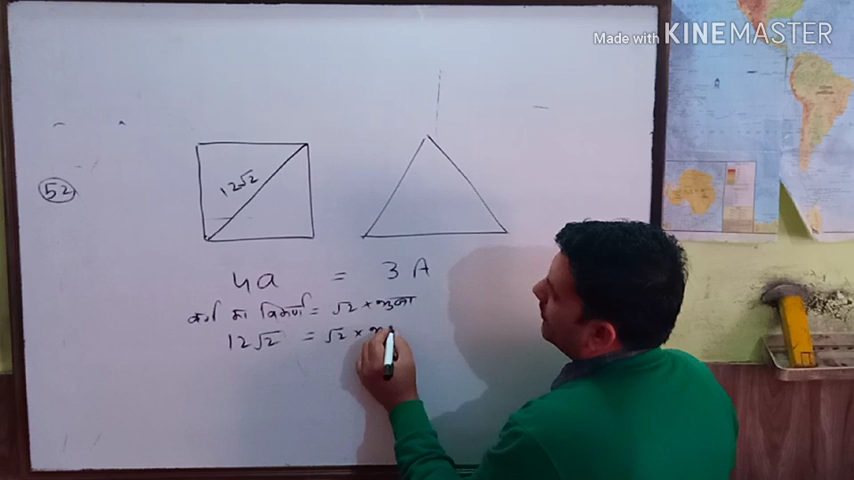 Made with KINEMASTER
52
12√2
4a = 3A
वर्ग का विकर्ण = √2 × भुजा
12√2 = √2 ×